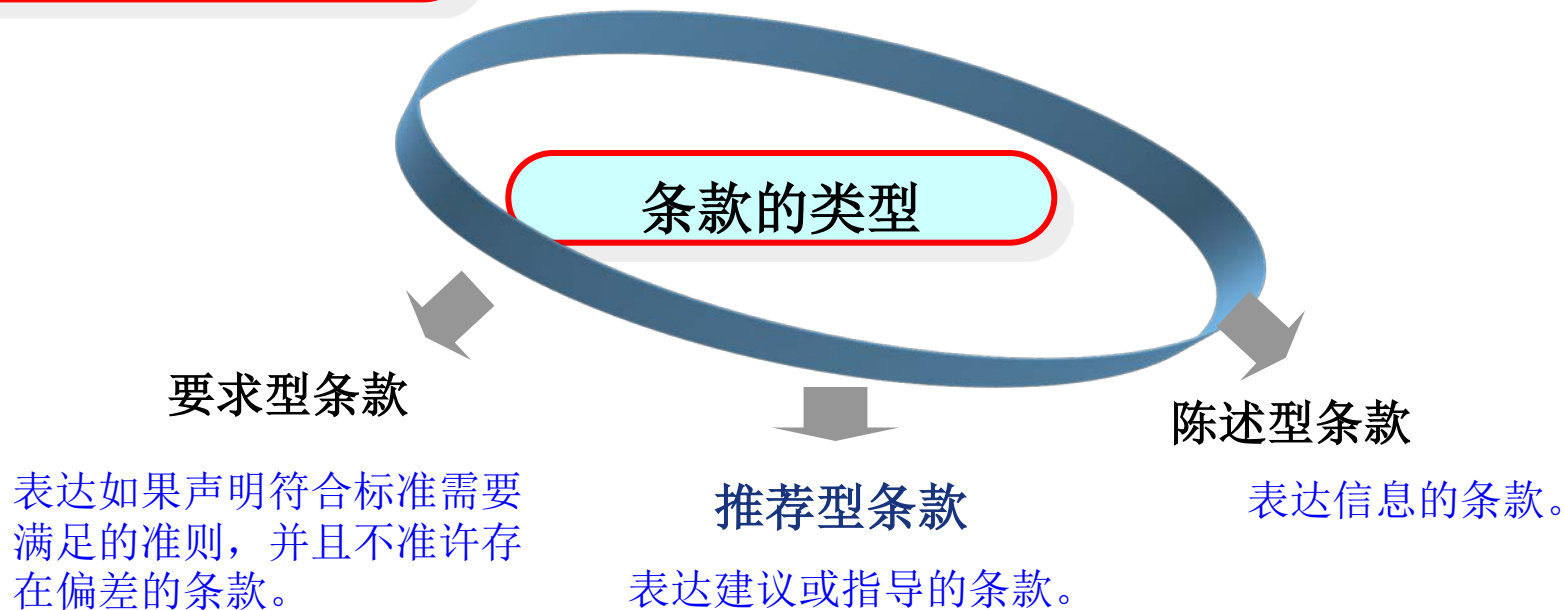 条款的类型
要求型条款
表达如果声明符合标准需要
满足的准则，并且不准许存
在偏差的条款。
推荐型条款
表达建议或指导的条款。
陈述型条款
表达信息的条款。